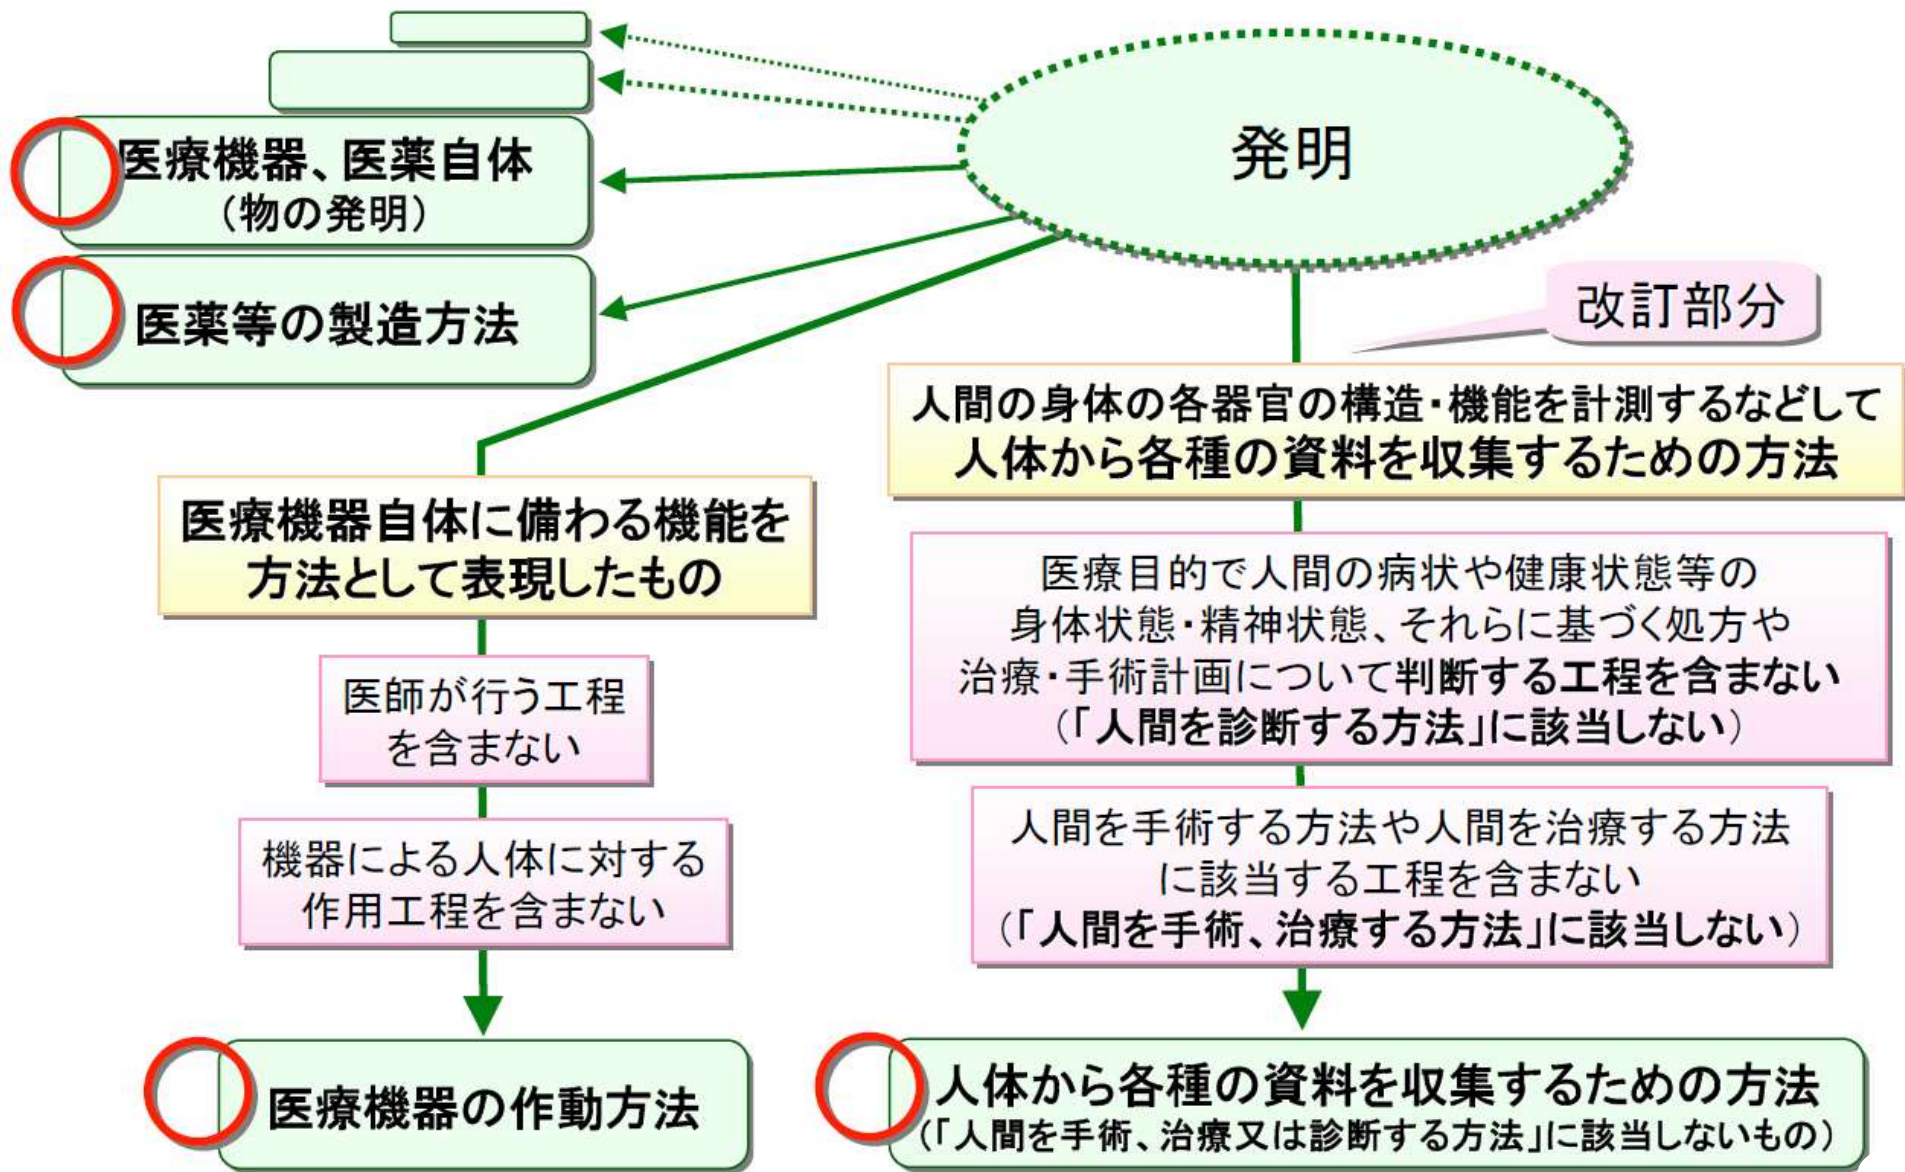 発明
医療機器、医薬自体
（物の発明）
医薬等の製造方法
改訂部分
医療機器自体に備わる機能を
方法として表現したもの
医師が行う工程
を含まない
機器による人体に対する
作用工程を含まない
医療機器の作動方法
人間の身体の各器官の構造・機能を計測するなどして
人体から各種の資料を収集するための方法
医療目的で人間の病状や健康状態等の
身体状態・精神状態、それらに基づく処方や
治療・手術計画について判断する工程を含まない
（「人間を診断する方法」に該当しない）
人間を手術する方法や人間を治療する方法
に該当する工程を含まない
（「人間を手術、治療する方法」に該当しない）
人体から各種の資料を収集するための方法
（「人間を手術、治療又は診断する方法」に該当しないもの）